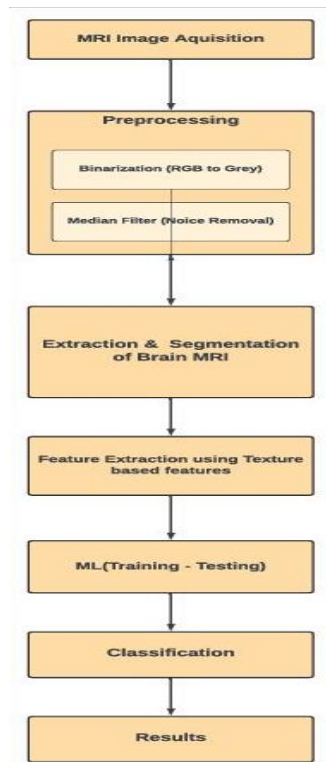 MRI Image Aquisition
Preprocessing
Binarization (RGB to Grey)
Median Filter (Noice Removal)
Extraction & Segmentation
of Brain MRI
Feature Extraction using Texture
based features
ML(Training - Testing)
Classification
Results